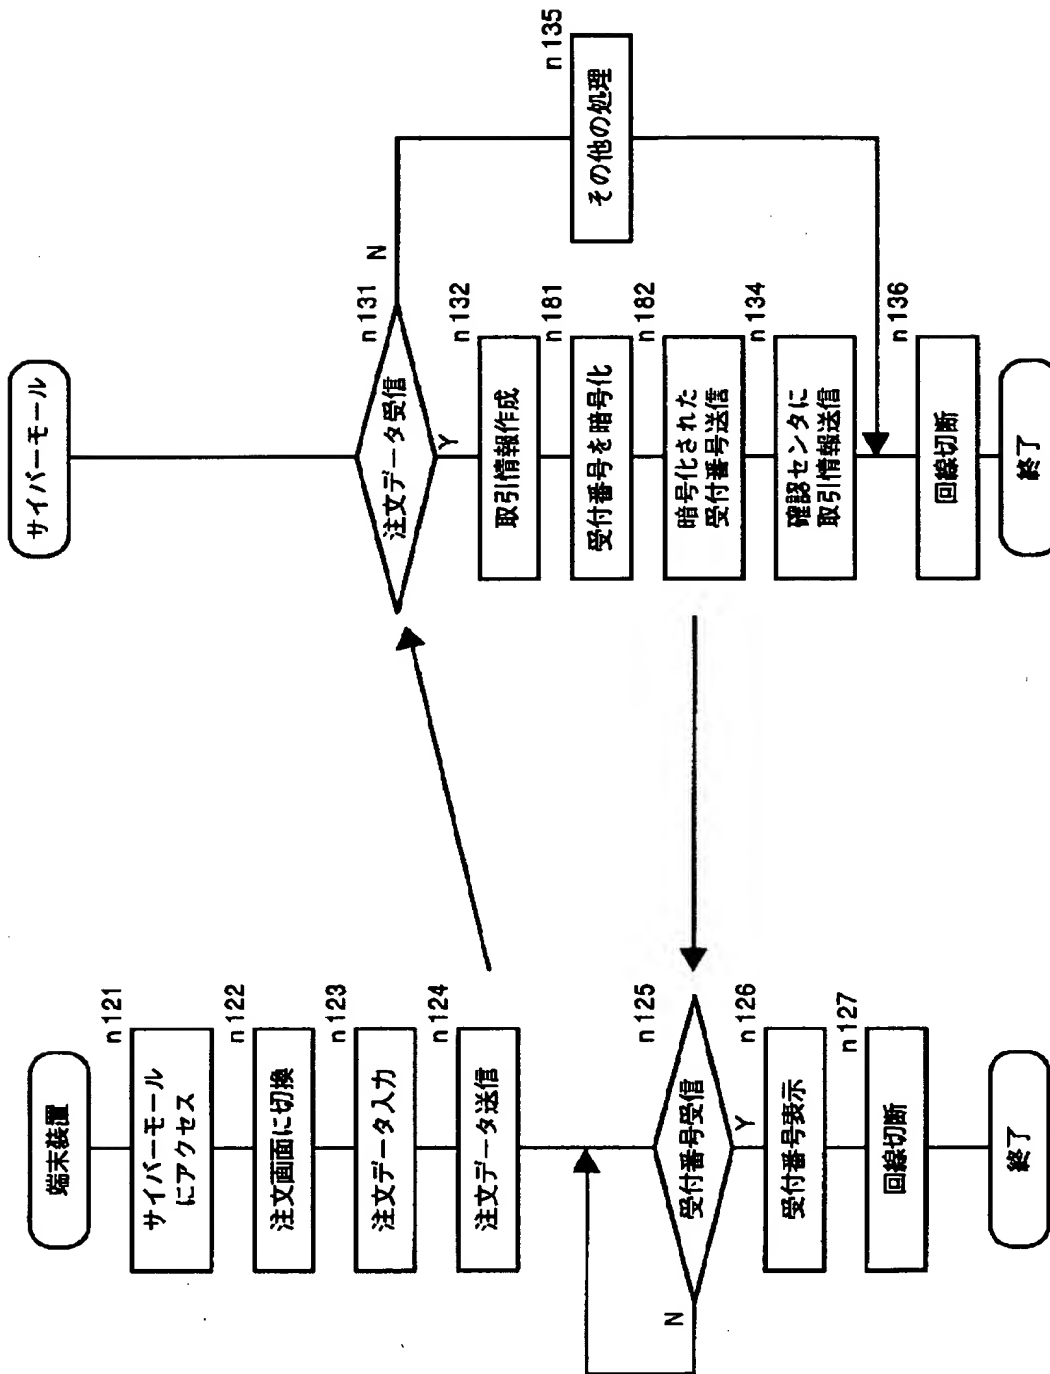 端末装置
n121
サイバーモール
にアクセス
n122
注文画面に切換
n123
注文データ入力
n124
注文データ送信
n125
受付番号受信
N
Y
n126
受付番号表示
n127
回線切断
終了
サイバーモール
n131
注文データ受信
N
Y
n132
取引情報作成
n181
受付番号を暗号化
n182
暗号化された
受付番号送信
n134
確認センタに
取引情報送信
n135
その他の処理
n136
回線切断
終了